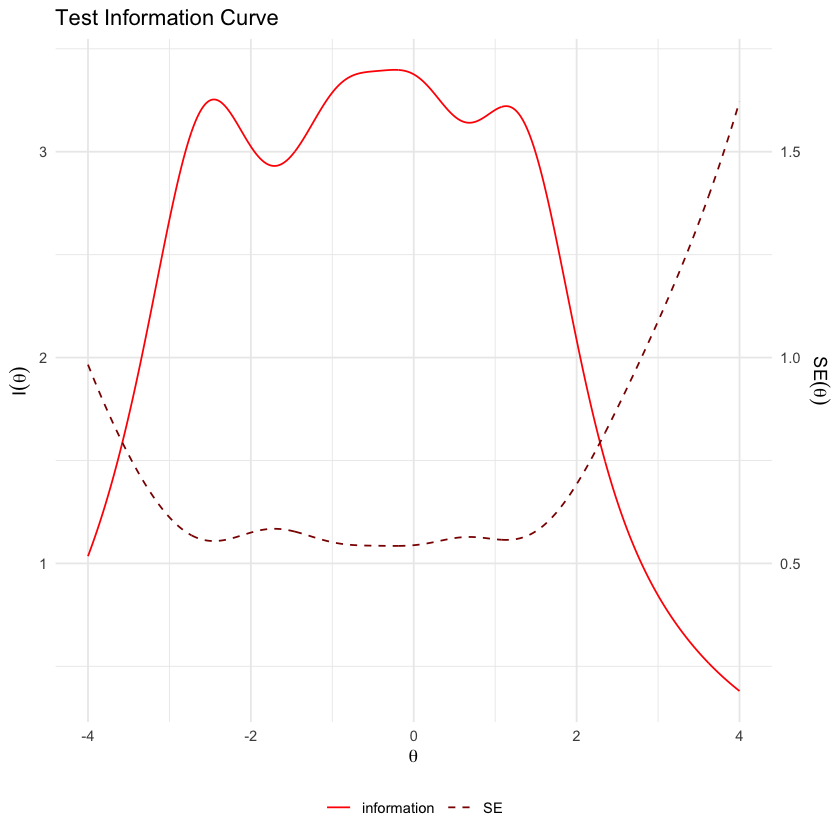 Test Information Curve
3
2
1
I(θ)
1.5
1.0
0.5
SE(θ)
-4 -2 0 2 4
θ
information SE